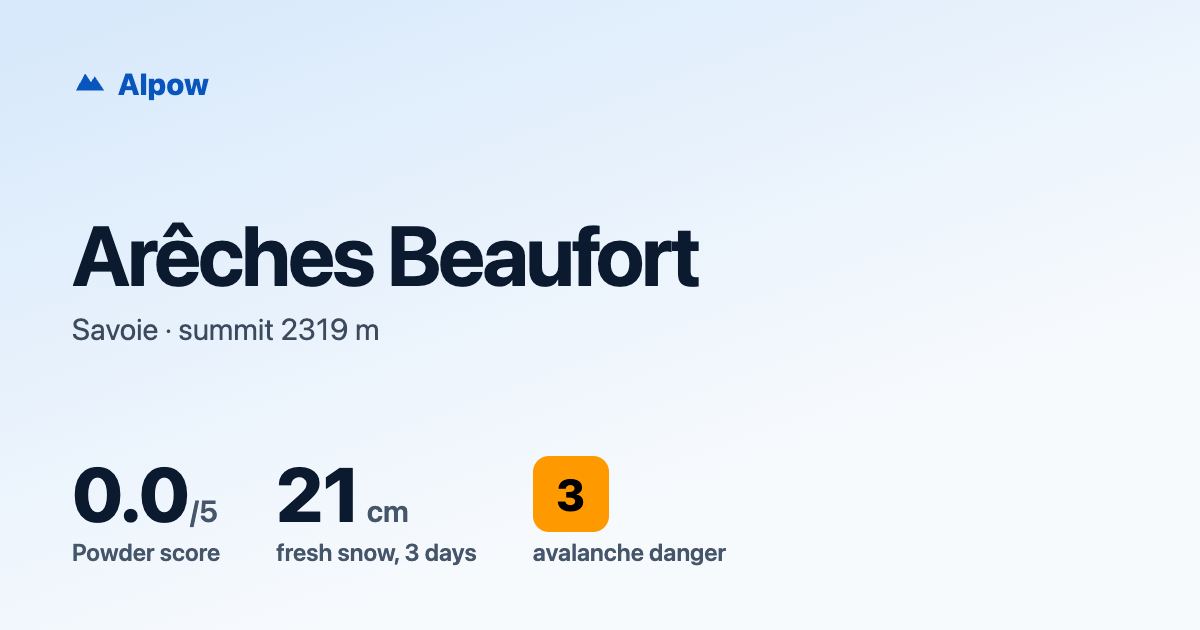 Alpow
Arêches Beaufort
Savoie · summit 2319 m
0.0/5
Powder score
21 cm
fresh snow, 3 days
3
avalanche danger